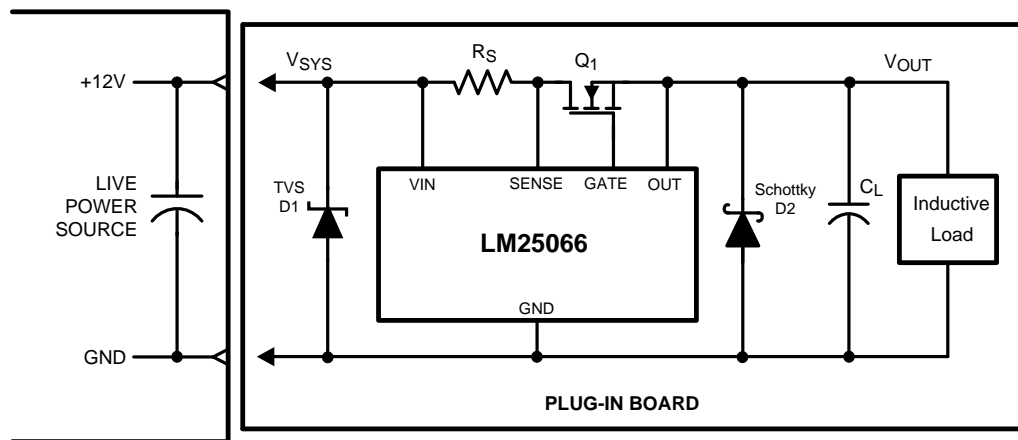 +12V
LIVE
POWER
SOURCE
GND
VSYS
RS
Q1
VOUT
VIN
SENSE
GATE
OUT
TVS
D1
LM25066
GND
Schottky
D2
CL
Inductive
Load
PLUG-IN BOARD